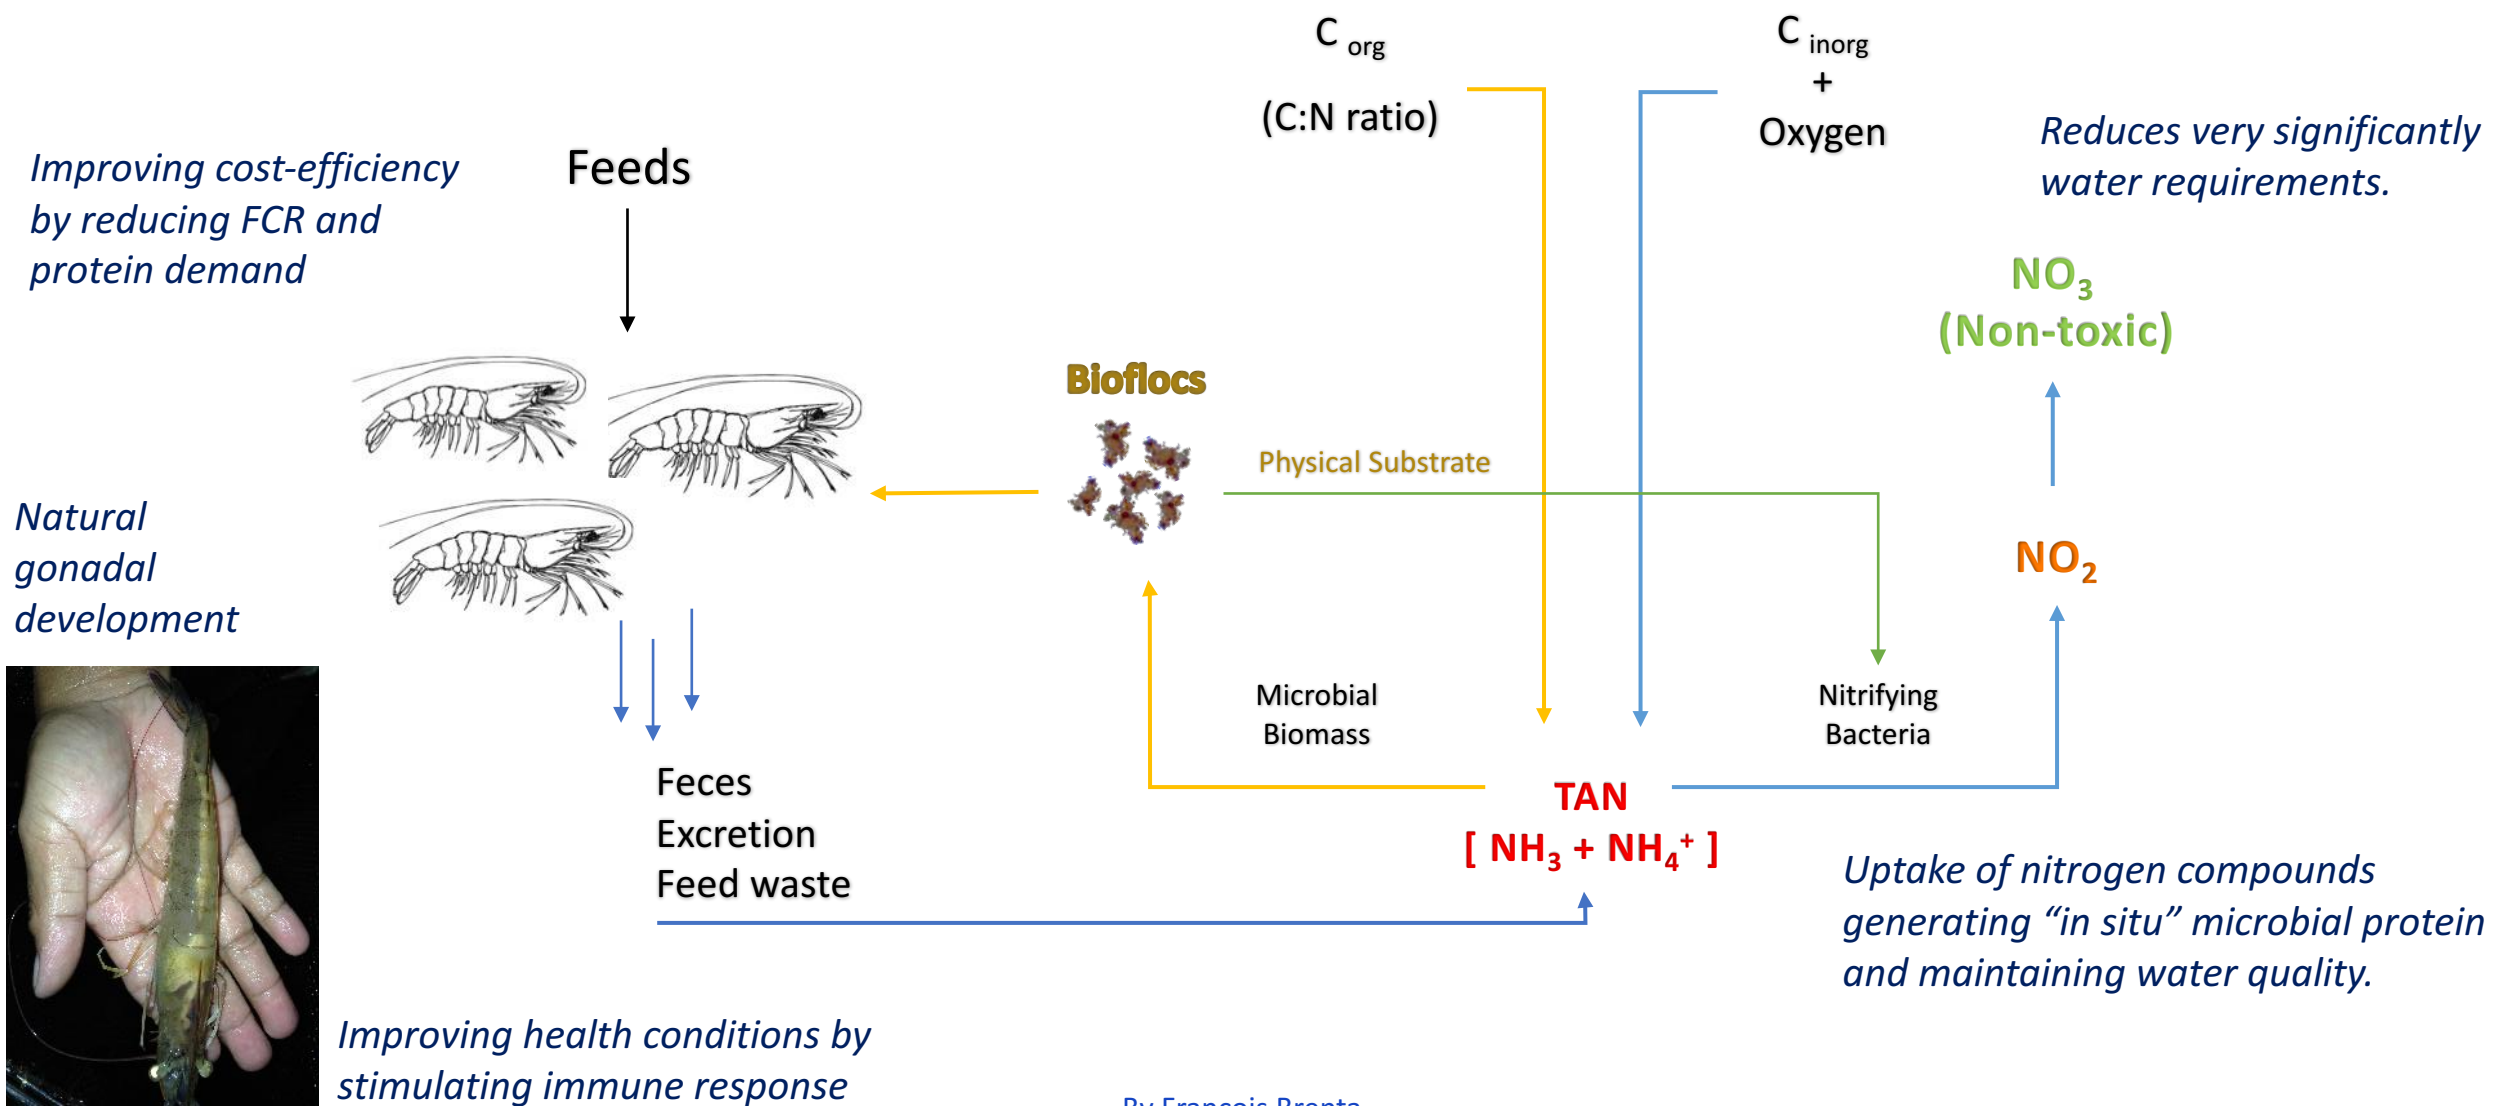 C org
(C:N ratio)
C inorg
+
Oxygen
Reduces very significantly
water requirements.
Improving cost-efficiency
by reducing FCR and
protein demand
Feeds
NO3
(Non-toxic)
Bioflocs
Physical Substrate
Natural
gonadal
development
NO2
Microbial
Biomass
Nitrifying
Bacteria
Feces
Excretion
Feed waste
TAN
[ NH3 + NH4+ ]
Uptake of nitrogen compounds
generating “in situ” microbial protein
and maintaining water quality.
Improving health conditions by
stimulating immune response
By François Brenta